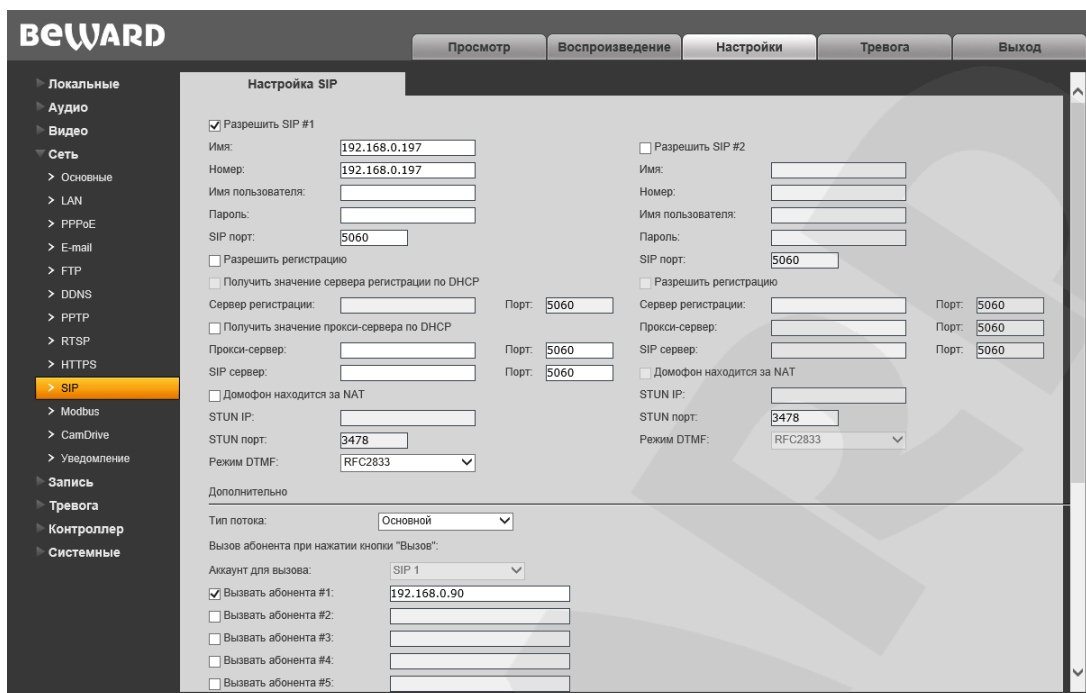 BEWARD
Просмотр
Воспроизведение
Настройки
Тревога
Выход
Локальные
Аудио
Видео
Сеть
Основные
LAN
PPPoE
E-mail
FTP
DDNS
PPTP
RTSP
HTTPS
SIP
Modbus
CamDrive
Уведомление
Запись
Тревога
Контроллер
Системные
Настройка SIP
Разрешить SIP #1
Имя: 192.168.0.197
Номер: 192.168.0.197
Имя пользователя:
Пароль:
SIP порт: 5060
Разрешить регистрацию
Получить значение сервера регистрации по DHCP
Сервер регистрации: Порт: 5060
Получить значение прокси-сервера по DHCP
Прокси-сервер: Порт: 5060
SIP сервер: Порт: 5060
Домофон находится за NAT
STUN IP:
STUN порт: 3478
Режим DTMF: RFC2833
Разрешить SIP #2
Имя:
Номер:
Имя пользователя:
Пароль:
SIP порт: 5060
Разрешить регистрацию
Сервер регистрации: Порт: 5060
Прокси-сервер: Порт: 5060
SIP сервер: Порт: 5060
Домофон находится за NAT
STUN IP:
STUN порт: 3478
Режим DTMF: RFC2833
Дополнительно
Тип потока: Основной
Вызов абонента при нажатии кнопки "Вызов":
Аккаунт для вызова: SIP 1
Вызвать абонента #1: 192.168.0.90
Вызвать абонента #2:
Вызвать абонента #3:
Вызвать абонента #4:
Вызвать абонента #5: